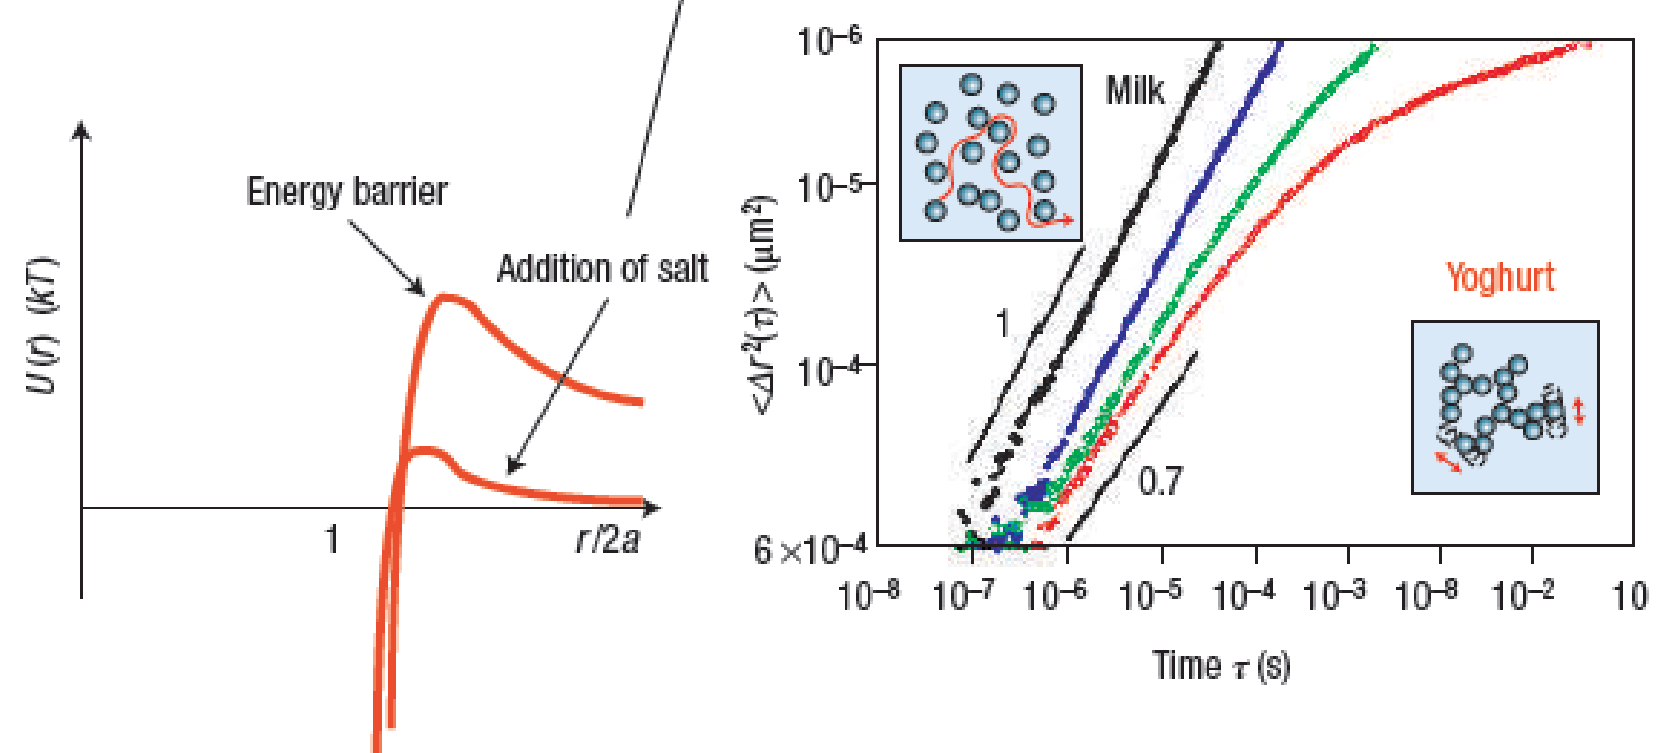 Energy barrier
Addition of salt
U(r) (kT)
1
r/2a
10⁻⁶
10⁻⁵
10⁻⁴
6 ×10⁻⁴
<Δr²(τ)> (μm²)
Milk
1
Yoghurt
0.7
10⁻⁸ 10⁻⁷ 10⁻⁶ 10⁻⁵ 10⁻⁴ 10⁻³ 10⁻⁸ 10⁻² 10
Time τ (s)